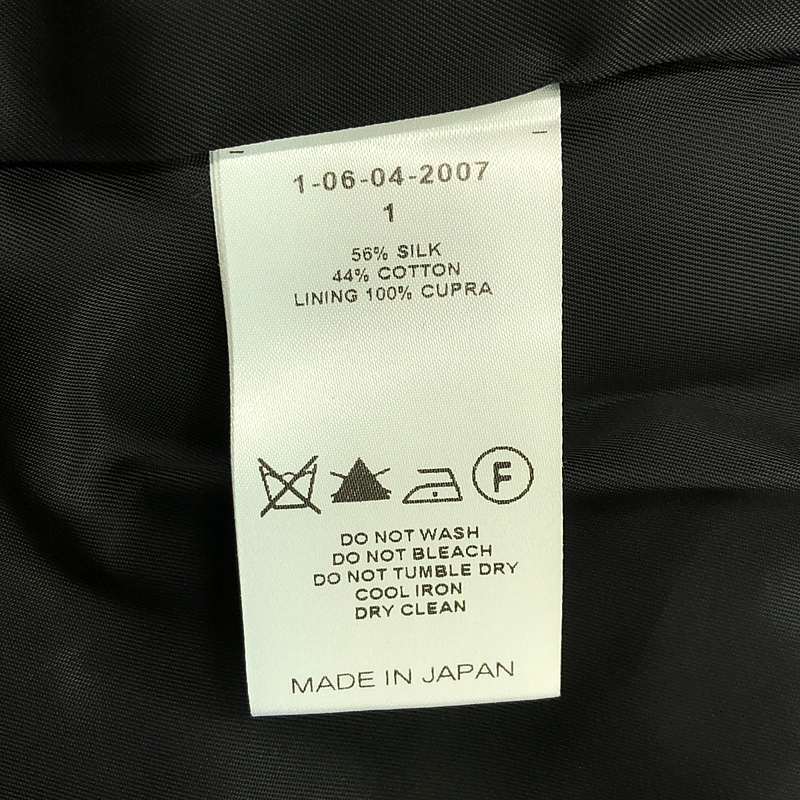 1-06-04-2007
1
56% SILK
44% COTTON
LINING 100% CUPRA
F
DO NOT WASH
DO NOT BLEACH
DO NOT TUMBLE DRY
COOL IRON
DRY CLEAN
MADE IN JAPAN